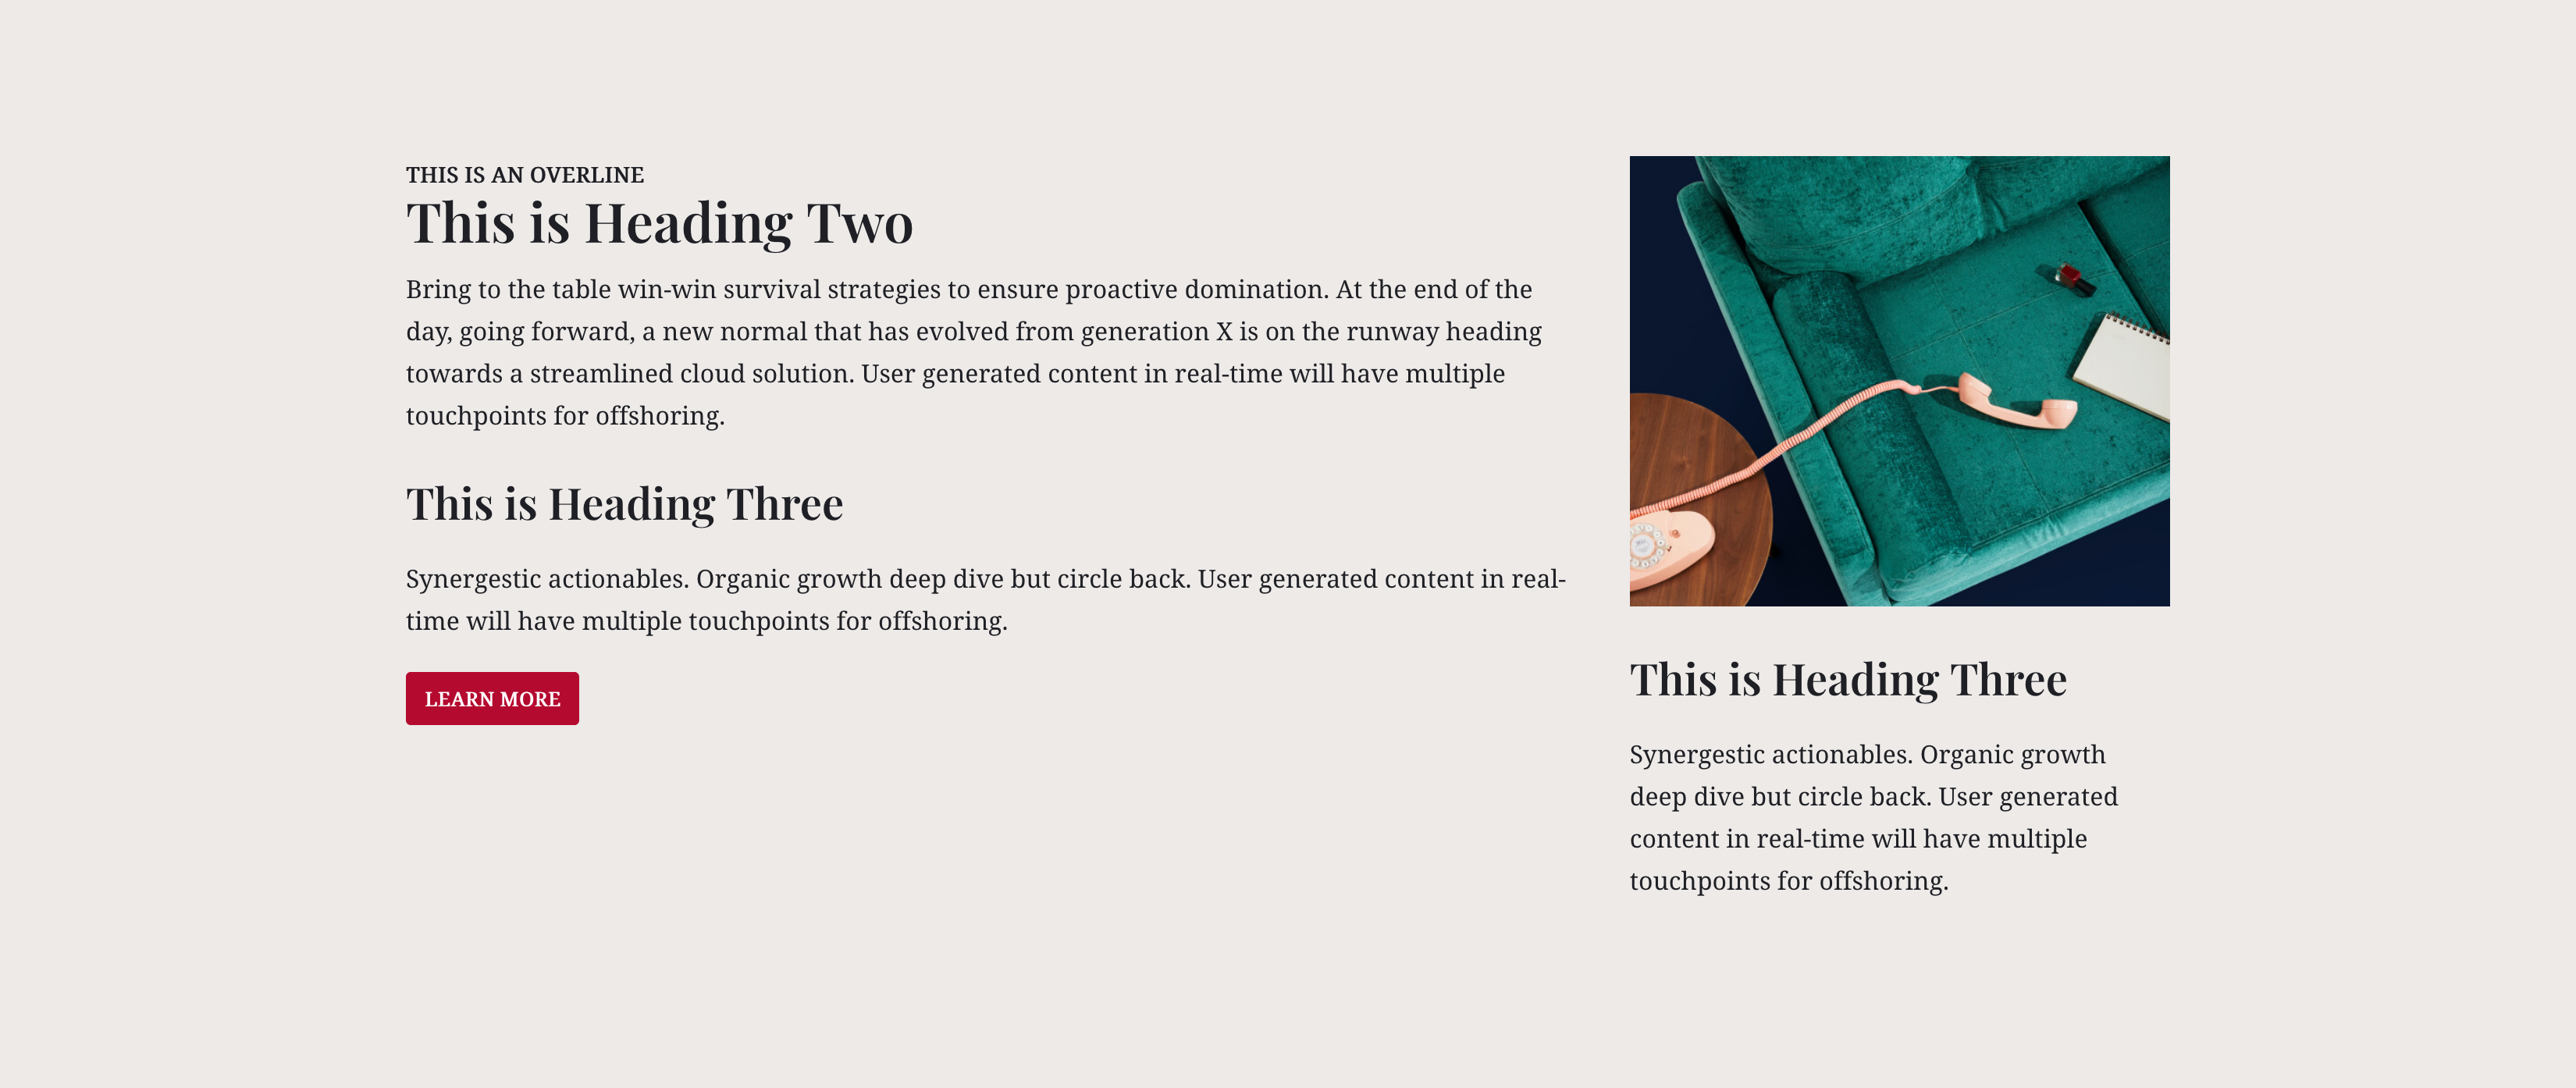 THIS IS AN OVERLINE
This is Heading Two
Bring to the table win-win survival strategies to ensure proactive domination. At the end of the
day, going forward, a new normal that has evolved from generation X is on the runway heading
towards a streamlined cloud solution. User generated content in real-time will have multiple
touchpoints for offshoring.
This is Heading Three
Synergestic actionables. Organic growth deep dive but circle back. User generated content in real-
time will have multiple touchpoints for offshoring.
LEARN MORE
This is Heading Three
Synergestic actionables. Organic growth
deep dive but circle back. User generated
content in real-time will have multiple
touchpoints for offshoring.